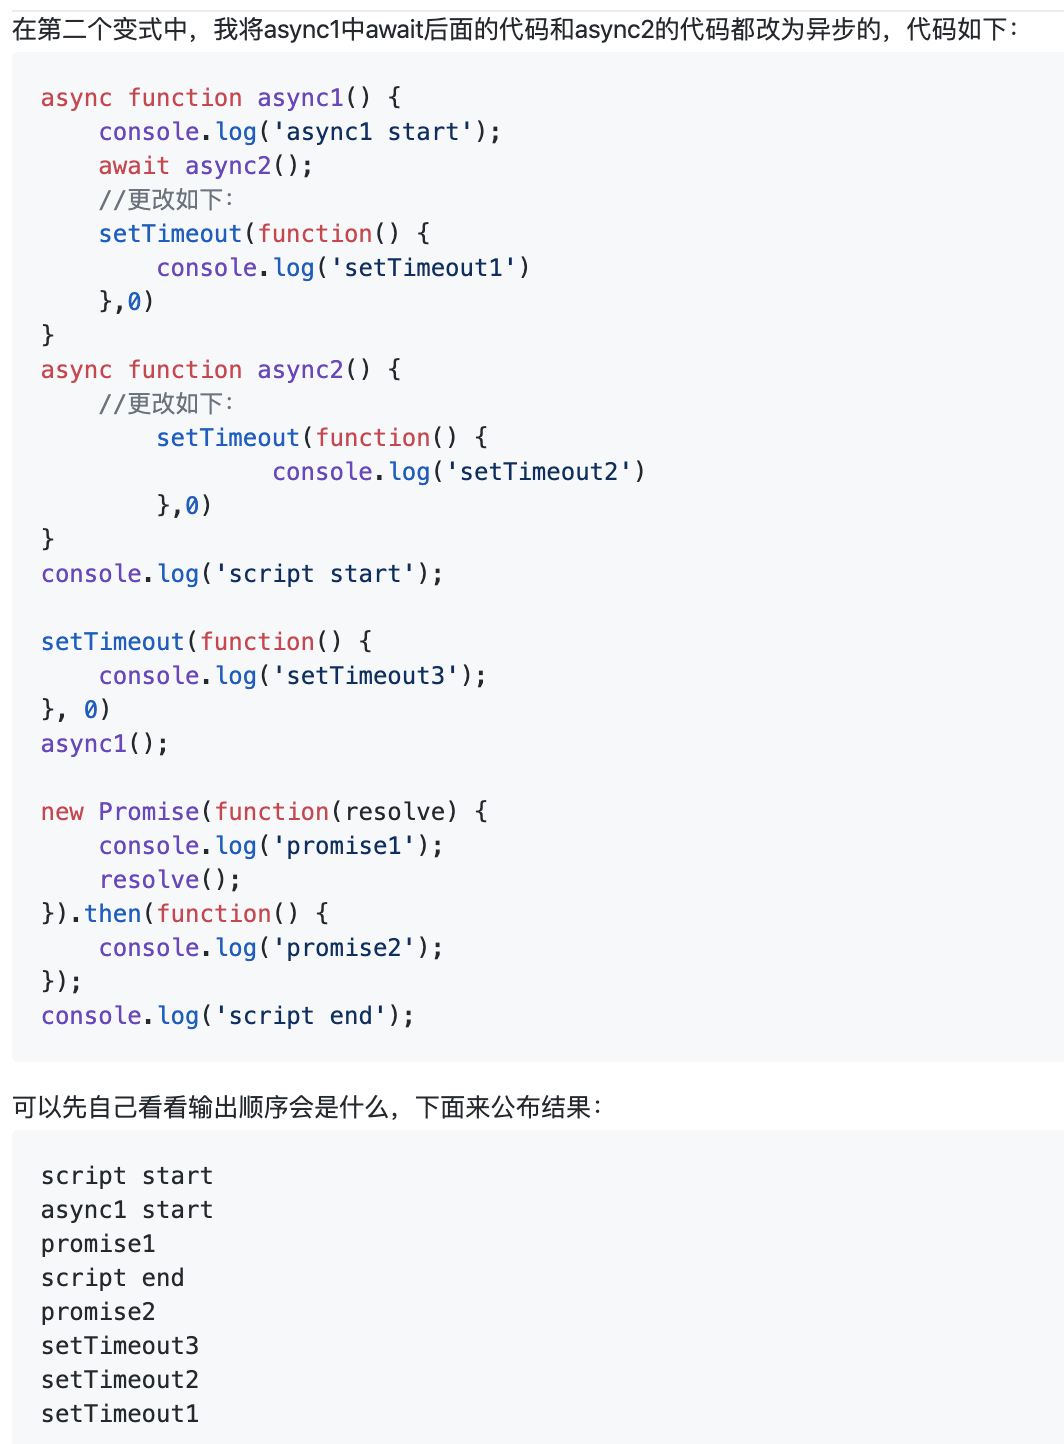 在第二个变式中，我将async1中await后面的代码和async2的代码都改为异步的，代码如下：
async function async1() {
    console.log('async1 start');
    await async2();
    //更改如下：
    setTimeout(function() {
        console.log('setTimeout1')
    },0)
}
async function async2() {
    //更改如下：
        setTimeout(function() {
                console.log('setTimeout2')
        },0)
}
console.log('script start');

setTimeout(function() {
    console.log('setTimeout3');
}, 0)
async1();

new Promise(function(resolve) {
    console.log('promise1');
    resolve();
}).then(function() {
    console.log('promise2');
});
console.log('script end');

可以先自己看看输出顺序会是什么，下面来公布结果：
script start
async1 start
promise1
script end
promise2
setTimeout3
setTimeout2
setTimeout1